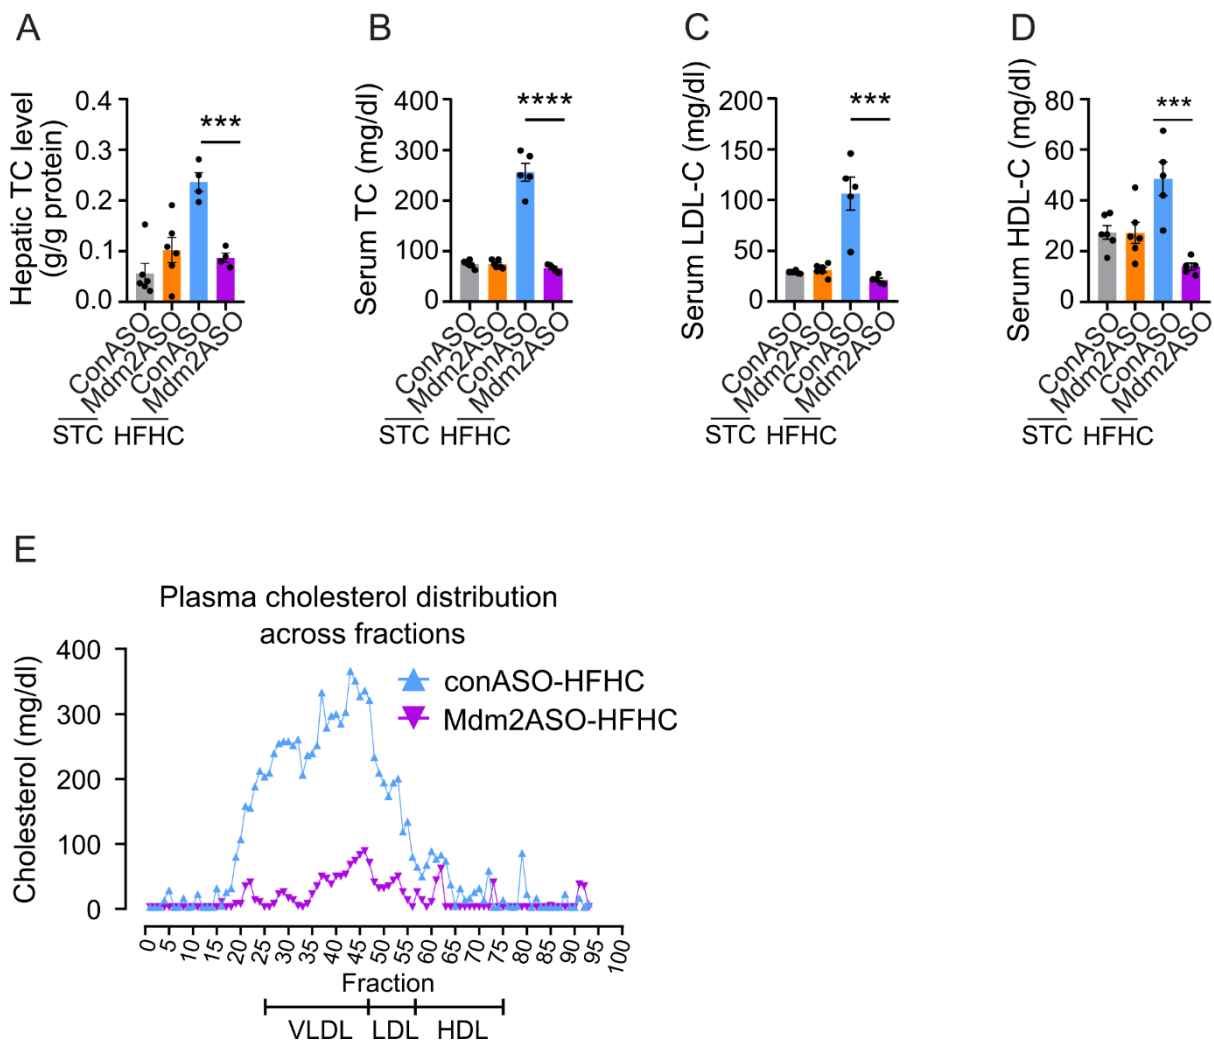 A
Hepatic TC level
(g/g protein)
0.4
0.3
0.2
0.1
0.0
***
ConASO
Mdm2ASO
ConASO
Mdm2ASO
STC HFHC
B
Serum TC (mg/dl)
400
300
200
100
0
****
ConASO
Mdm2ASO
ConASO
Mdm2ASO
STC HFHC
C
Serum LDL-C (mg/dl)
200
150
100
50
0
***
ConASO
Mdm2ASO
ConASO
Mdm2ASO
STC HFHC
D
Serum HDL-C (mg/dl)
80
60
40
20
0
***
ConASO
Mdm2ASO
ConASO
Mdm2ASO
STC HFHC
E
Plasma cholesterol distribution
across fractions
Cholesterol (mg/dl)
400
300
200
100
0
conASO-HFHC
Mdm2ASO-HFHC
0 5 10 15 20 25 30 35 40 45 50 55 60 65 70 75 80 85 90 95 100
Fraction
VLDL LDL HDL